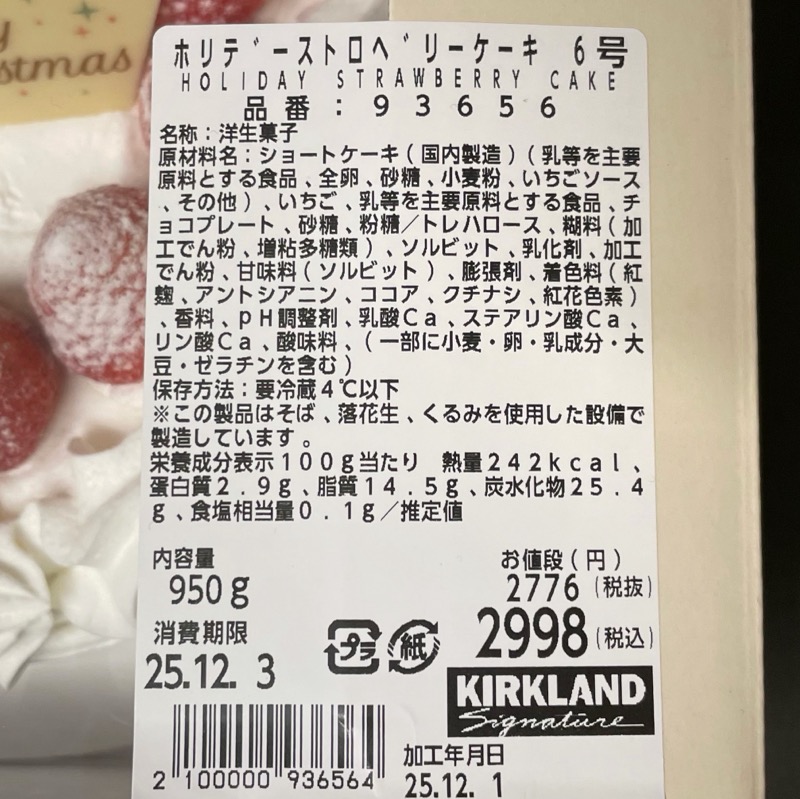 y
stmas
ホリデーストロベリーケーキ 6号
HOLIDAY STRAWBERRY CAKE
品番:93656
名称:洋生菓子
原材料名:ショートケーキ(国内製造)(乳等を主要
原料とする食品、全卵、砂糖、小麦粉、いちごソース
、その他)、いちご、乳等を主要原料とする食品、チ
ョコプレート、砂糖、粉糖/トレハロース、糊料(加
工でん粉、増粘多糖類)、ソルビット、乳化剤、加工
でん粉、甘味料(ソルビット)、膨張剤、着色料(紅
麹、アントシアニン、ココア、クチナシ、紅花色素)
、香料、pH調整剤、乳酸Ca、ステアリン酸Ca、
リン酸Ca、酸味料、(一部に小麦・卵・乳成分・大
豆・ゼラチンを含む)
保存方法:要冷蔵4℃以下
※この製品はそば、落花生、くるみを使用した設備で
製造しています。
栄養成分表示100g当たり 熱量242kcal、
蛋白質2.9g、脂質14.5g、炭水化物25.4
g、食塩相当量0.1g/推定値
内容量 お値段(円)
950g 2776(税抜)
消費期限 プラ 紙 2998(税込)
25.12. 3
KIRKLAND
Signature
加工年月日
2 100000 936564 25.12. 1